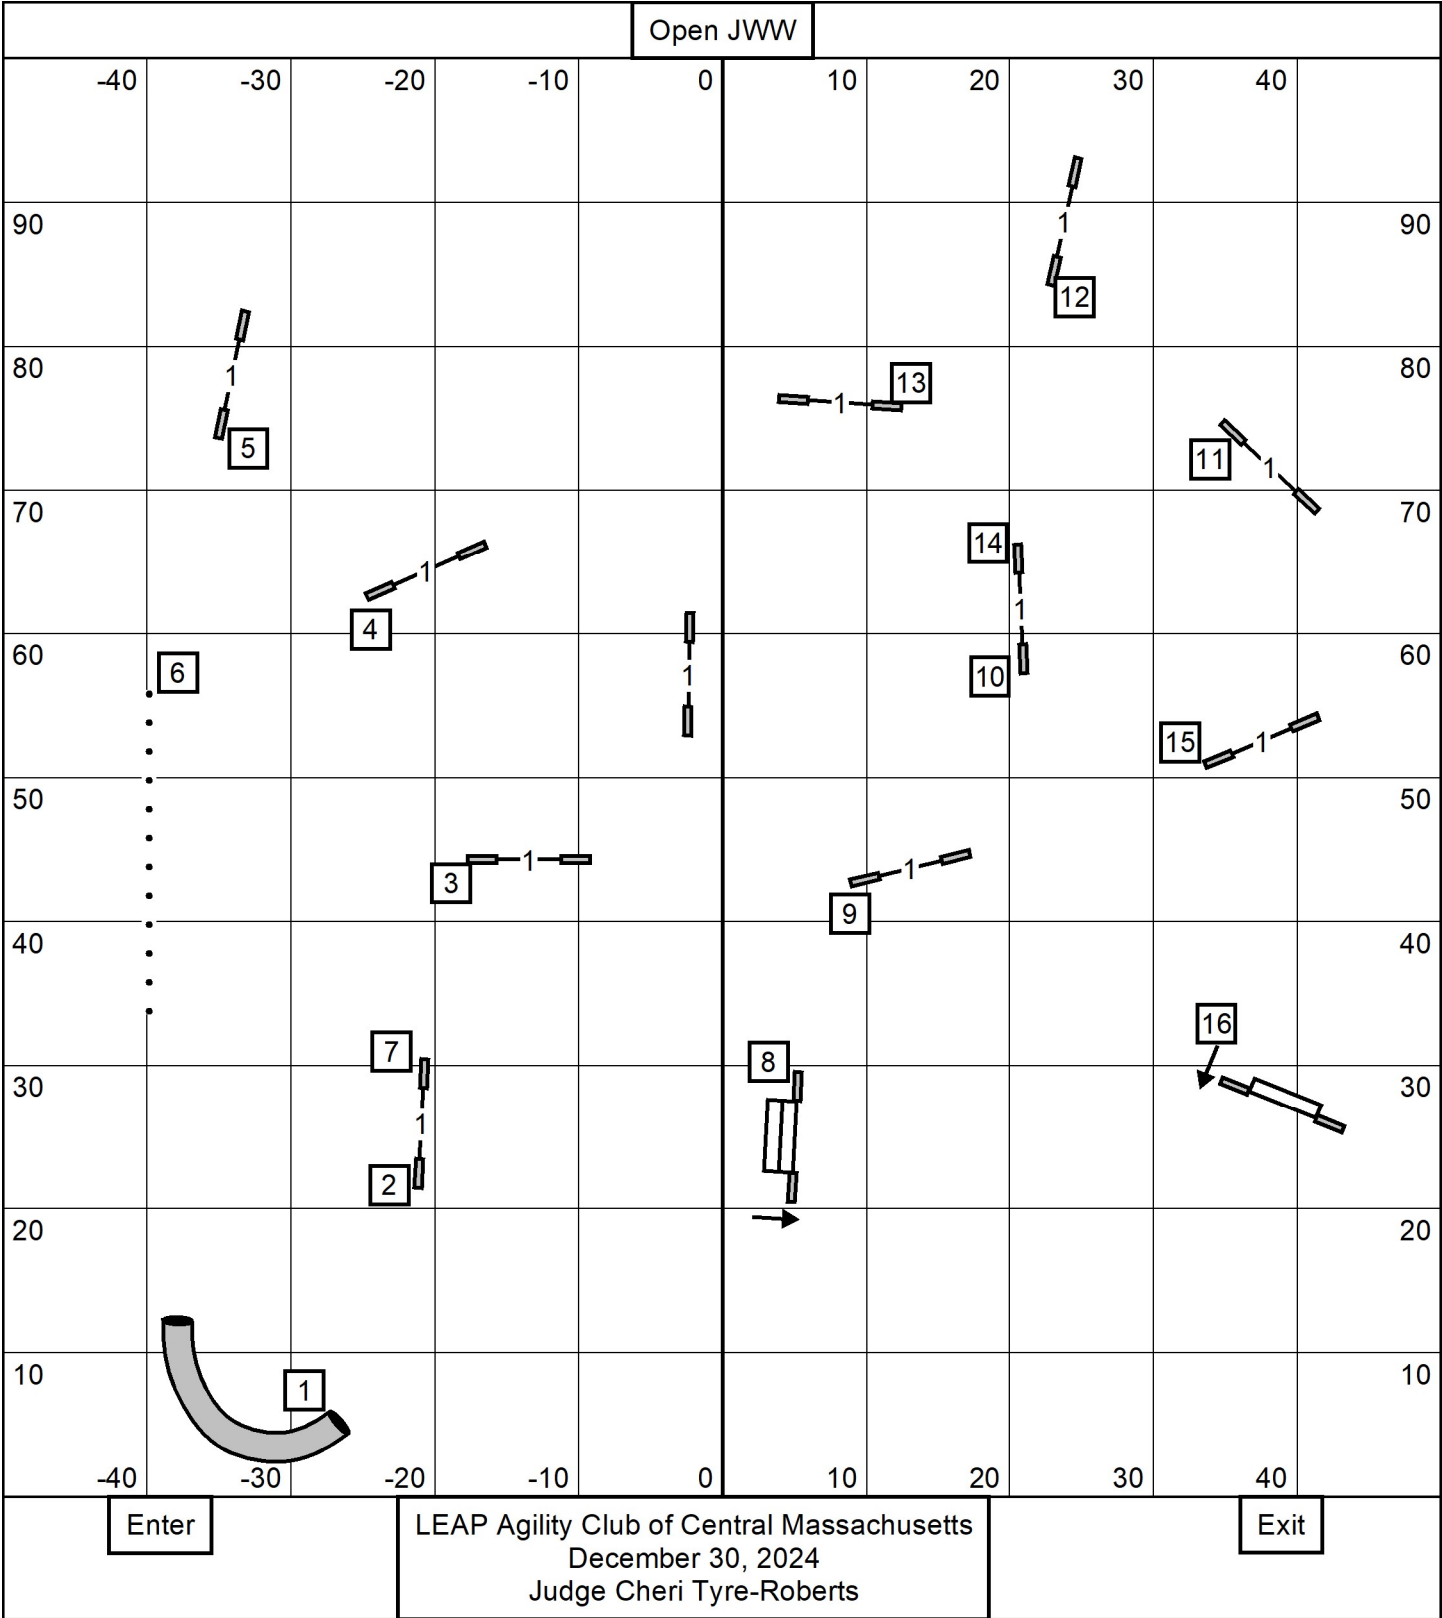 Open JWW
-40 -30 -20 -10 0 10 20 30 40
90 1 90
12
80 1 13 80
5 1 11 1
70 14 70
1 1
4 1
60 6 1 10 60
15 1
50 50
3 1 1
9
40 40
16
7 8
30 30
1
2
20 20
10 1 10
-40 -30 -20 -10 0 10 20 30 40
Enter
LEAP Agility Club of Central Massachusetts
December 30, 2024
Judge Cheri Tyre-Roberts
Exit